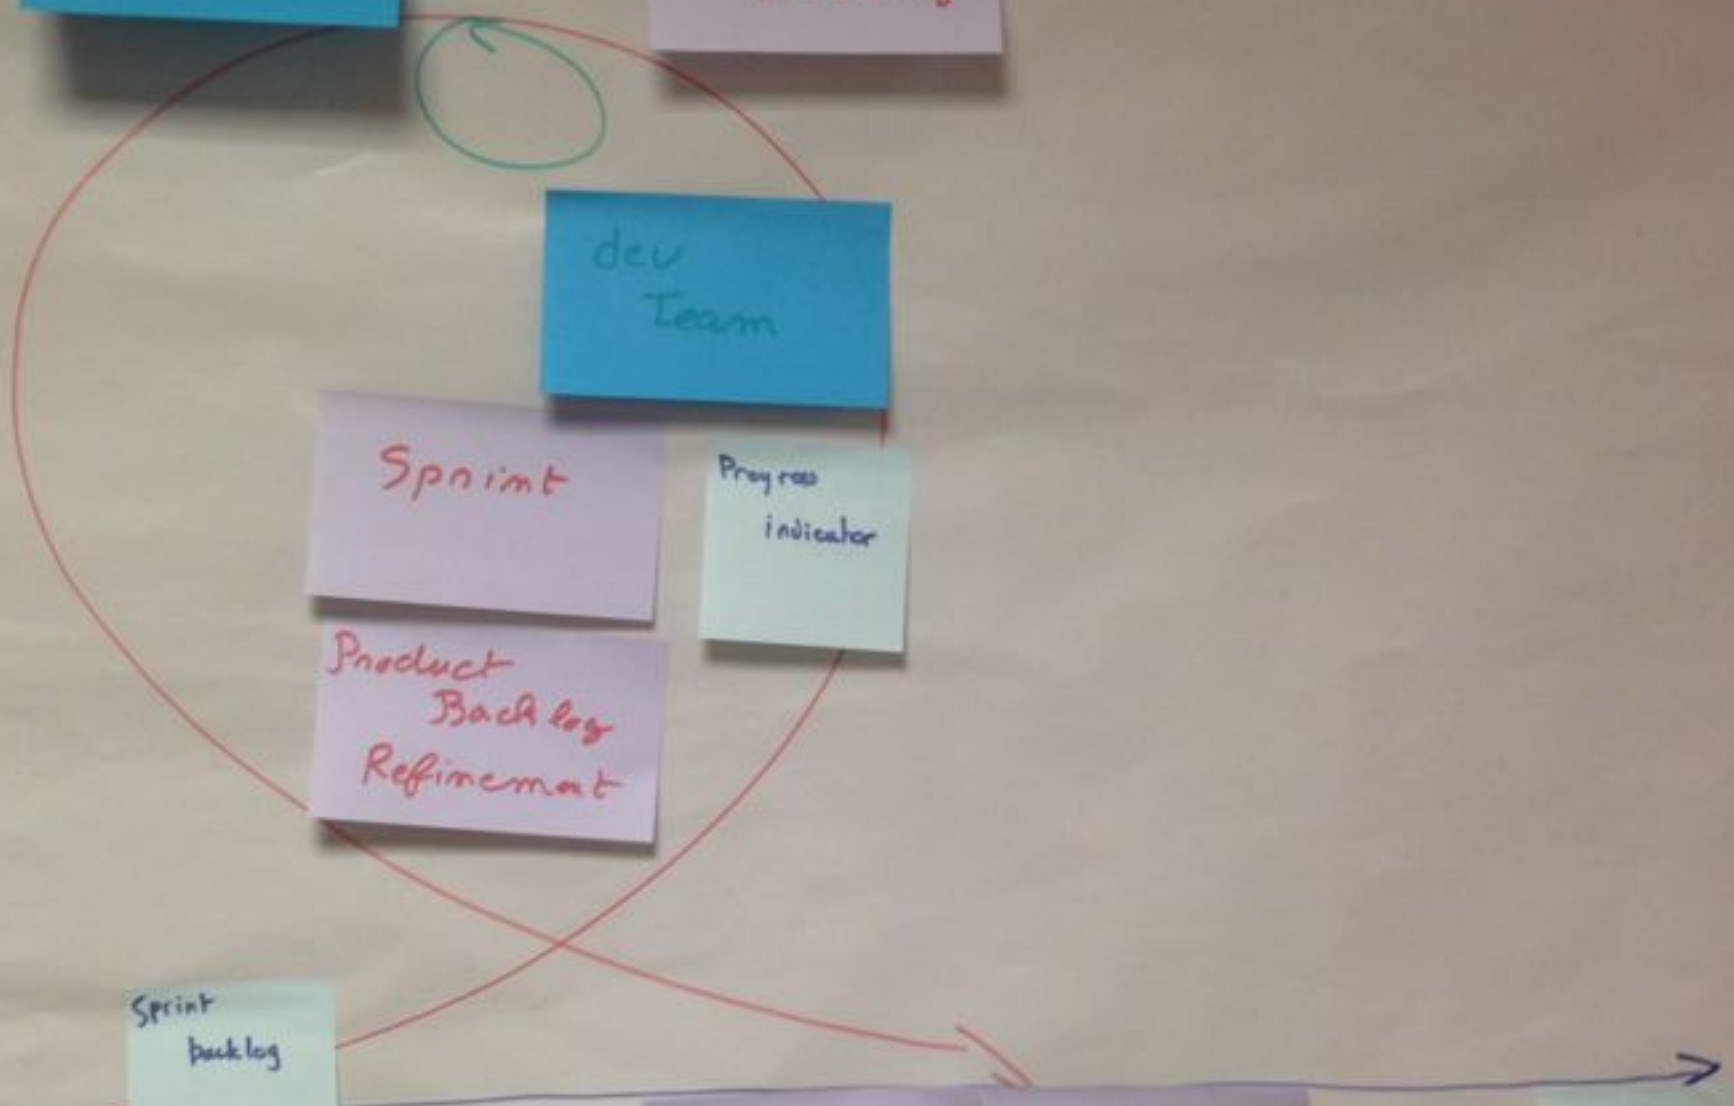 dev
Team
Sprint
Progress
indicator
Product
Backlog
Refinement
Sprint
backlog